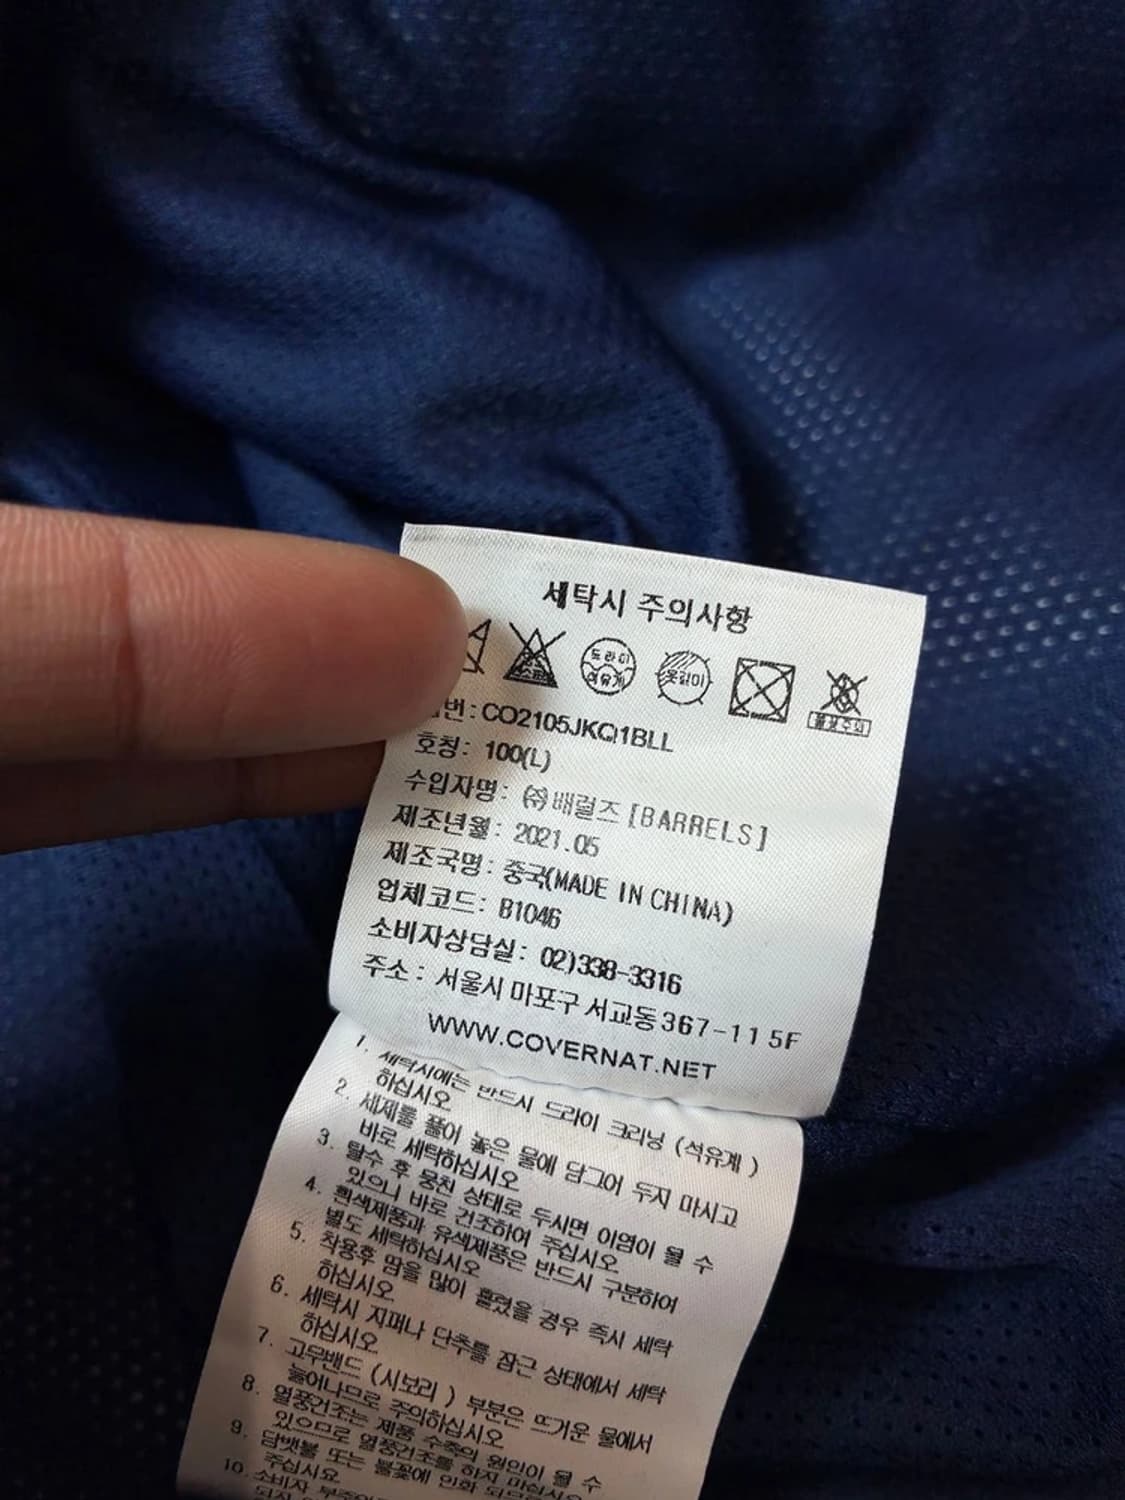 세탁시 주의사항
드라이 석유계 옷걸이 불꽃주의
번: CO2105JKQ1BLL
호칭: 100(L)
수입자명: ㈜배럴즈 [BARRELS]
제조년월: 2021.05
제조국명: 중국(MADE IN CHINA)
업체코드: B1046
소비자상담실: 02)338-3316
주소: 서울시 마포구 서교동367-11 5F
WWW.COVERNAT.NET
1. 세탁시에는 반드시 드라이 크리닝 (석유계)
하십시오
2. 세제를 풀어 놓은 물에 담그어 두지 마시고
바로 세탁하십시오
3. 탈수 후 뭉친 상태로 두시면 이염이 될 수
있으니 바로 건조하여 주십시오
4. 흰색제품과 유색제품은 반드시 구분하여
별도 세탁하십시오
5. 착용후 땀을 많이 흘렸을 경우 즉시 세탁
하십시오
6. 세탁시 지퍼나 단추를 잠근 상태에서 세탁
하십시오
7. 고무밴드 (시보리) 부분은 뜨거운 물에서
늘어나므로 주의하십시오
8. 열풍건조는 제품 수축의 원인이 될 수
있으므로 열풍건조를 하지 마십시오
9. 담뱃불 또는 불꽃에 인화
주십시요
10. 소비자